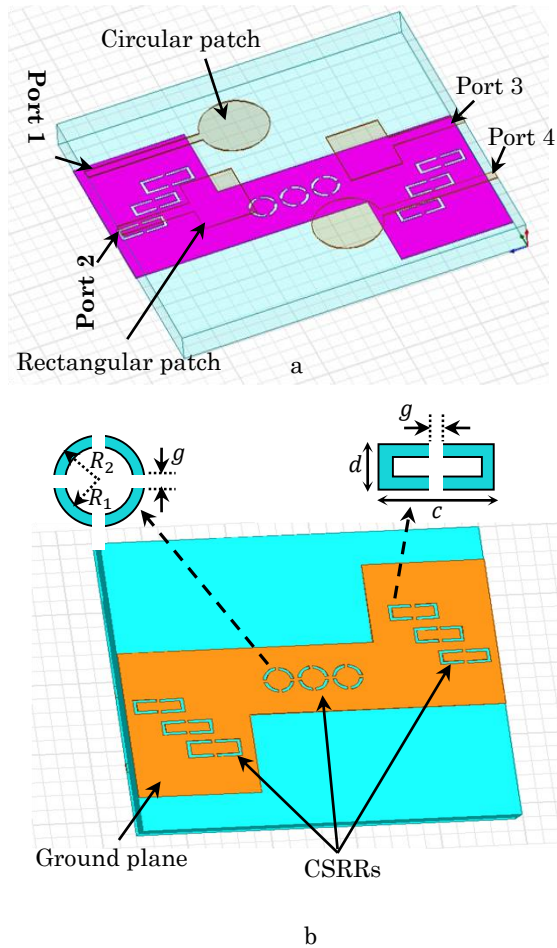 Circular patch
Port 1
Port 3
Port 4
Port 2
Rectangular patch
a
g
R₂
R₁
g
d
c
Ground plane
CSRRs
b